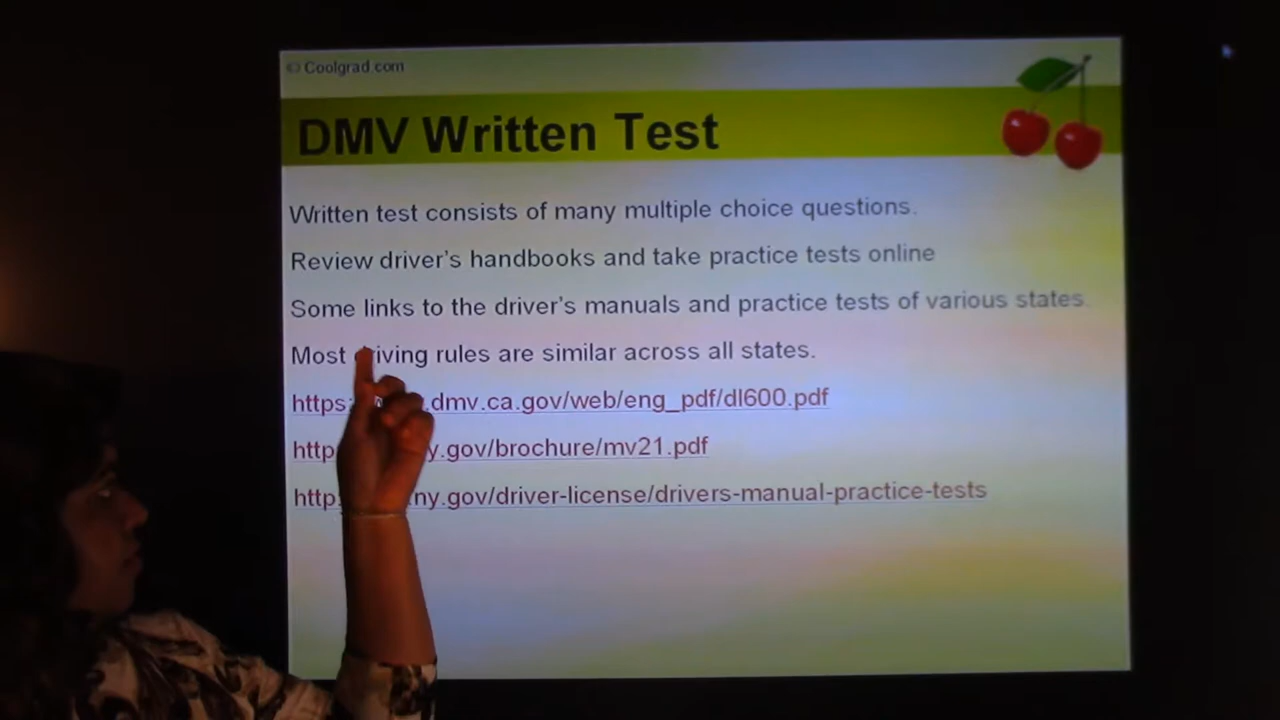 © Coolgrad.com
DMV Written Test
Written test consists of many multiple choice questions.
Review driver's handbooks and take practice tests online
Some links to the driver's manuals and practice tests of various states.
Most driving rules are similar across all states.
https: .dmv.ca.gov/web/eng_pdf/dl600.pdf
http y.gov/brochure/mv21.pdf
http: ny.gov/driver-license/drivers-manual-practice-tests